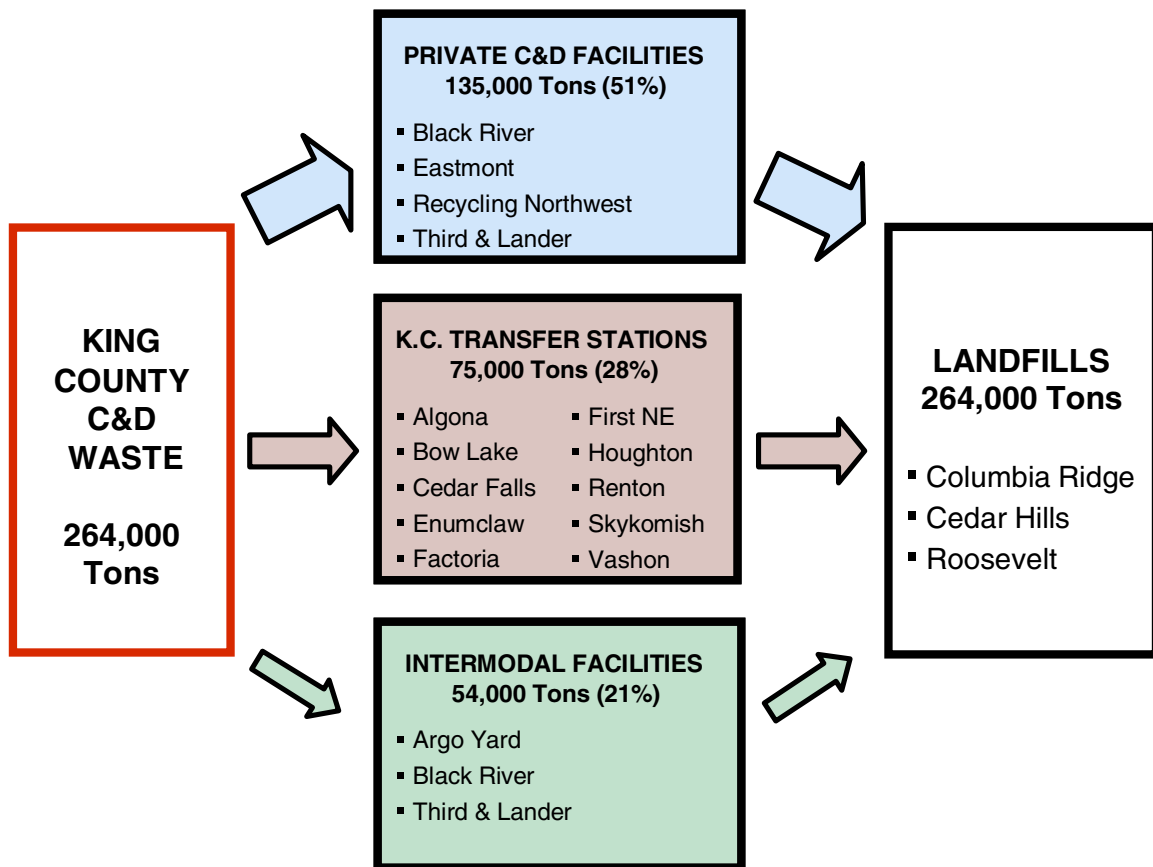 KING
COUNTY
C&D
WASTE
264,000
Tons
PRIVATE C&D FACILITIES
135,000 Tons (51%)
▪ Black River
▪ Eastmont
▪ Recycling Northwest
▪ Third & Lander
K.C. TRANSFER STATIONS
75,000 Tons (28%)
▪ Algona
▪ Bow Lake
▪ Cedar Falls
▪ Enumclaw
▪ Factoria
▪ First NE
▪ Houghton
▪ Renton
▪ Skykomish
▪ Vashon
INTERMODAL FACILITIES
54,000 Tons (21%)
▪ Argo Yard
▪ Black River
▪ Third & Lander
LANDFILLS
264,000 Tons
▪ Columbia Ridge
▪ Cedar Hills
▪ Roosevelt